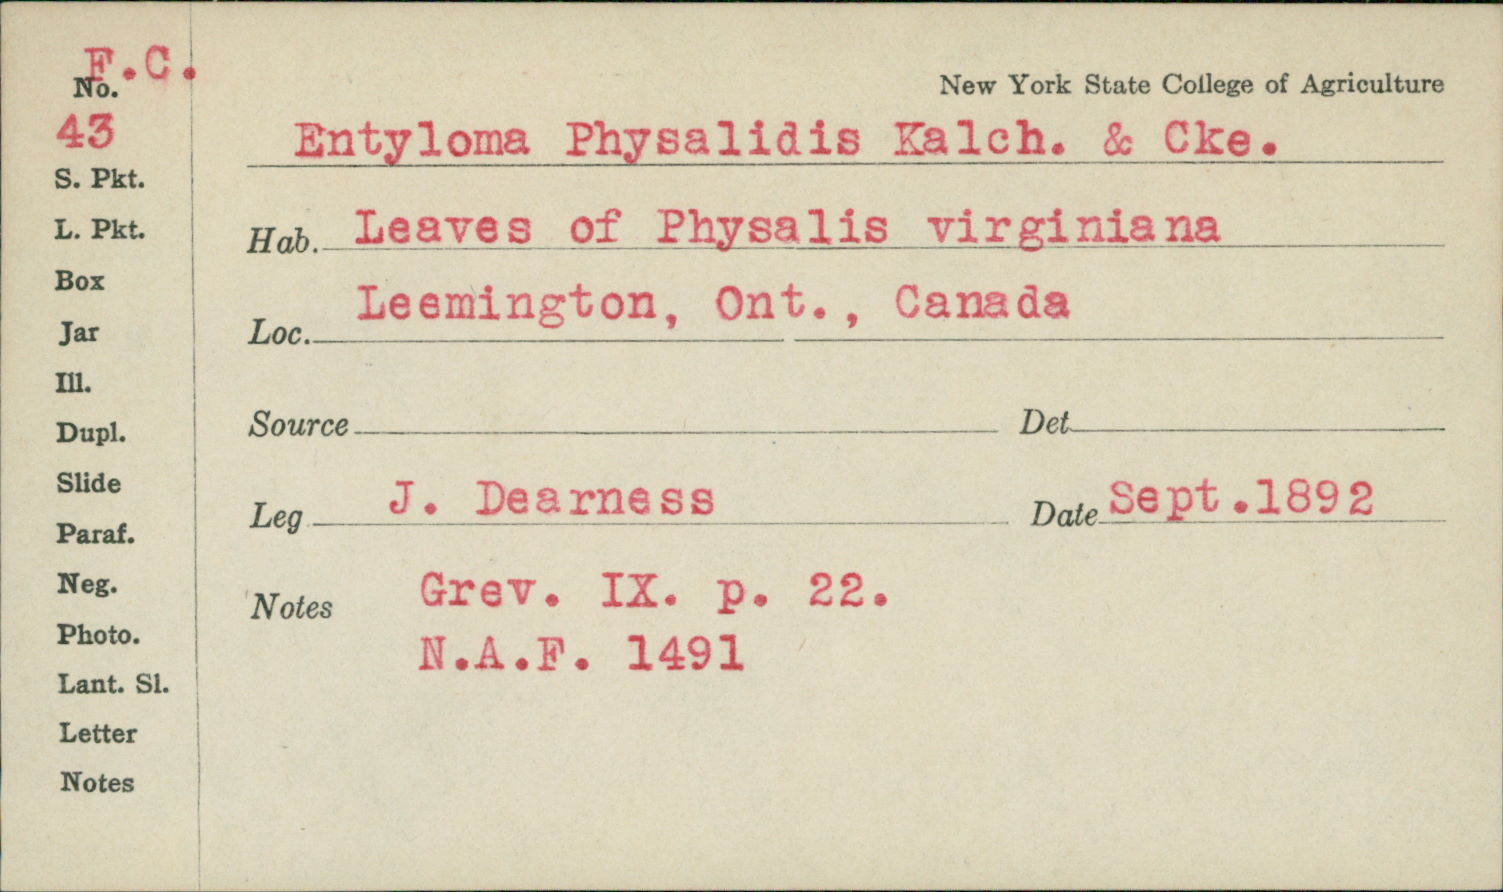 F.C.
No.
New York State College of Agriculture
43
Entyloma Physalidis Kalch. & Cke.
S. Pkt.
L. Pkt.
Hab. Leaves of Physalis virginiana
Box
Leemington, Ont., Canada
Jar
Loc.
Ill.
Dupl.
Source Det
Slide
Leg J. Dearness Date Sept.1892
Paraf.
Neg.
Notes Grev. IX. p. 22.
Photo.
N.A.F. 1491
Lant. Sl.
Letter
Notes